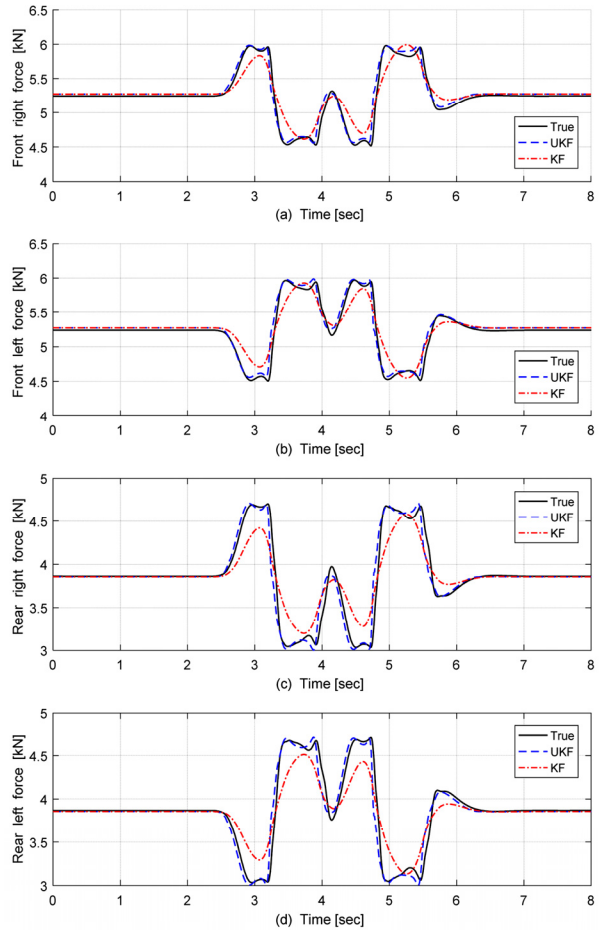 6.5
6
5.5
5
4.5
4
Front right force [kN]
True
UKF
KF
0 1 2 3 4 5 6 7 8
(a) Time [sec]
6.5
6
5.5
5
4.5
4
Front left force [kN]
True
UKF
KF
0 1 2 3 4 5 6 7 8
(b) Time [sec]
5
4.5
4
3.5
3
Rear right force [kN]
True
UKF
KF
0 1 2 3 4 5 6 7 8
(c) Time [sec]
5
4.5
4
3.5
3
Rear left force [kN]
True
UKF
KF
0 1 2 3 4 5 6 7 8
(d) Time [sec]